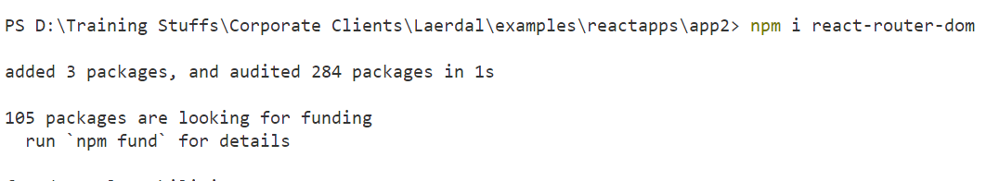 PS D:\Training Stuffs\Corporate Clients\Laerdal\examples\reactapps\app2> npm i react-router-dom
added 3 packages, and audited 284 packages in 1s
105 packages are looking for funding
  run `npm fund` for details